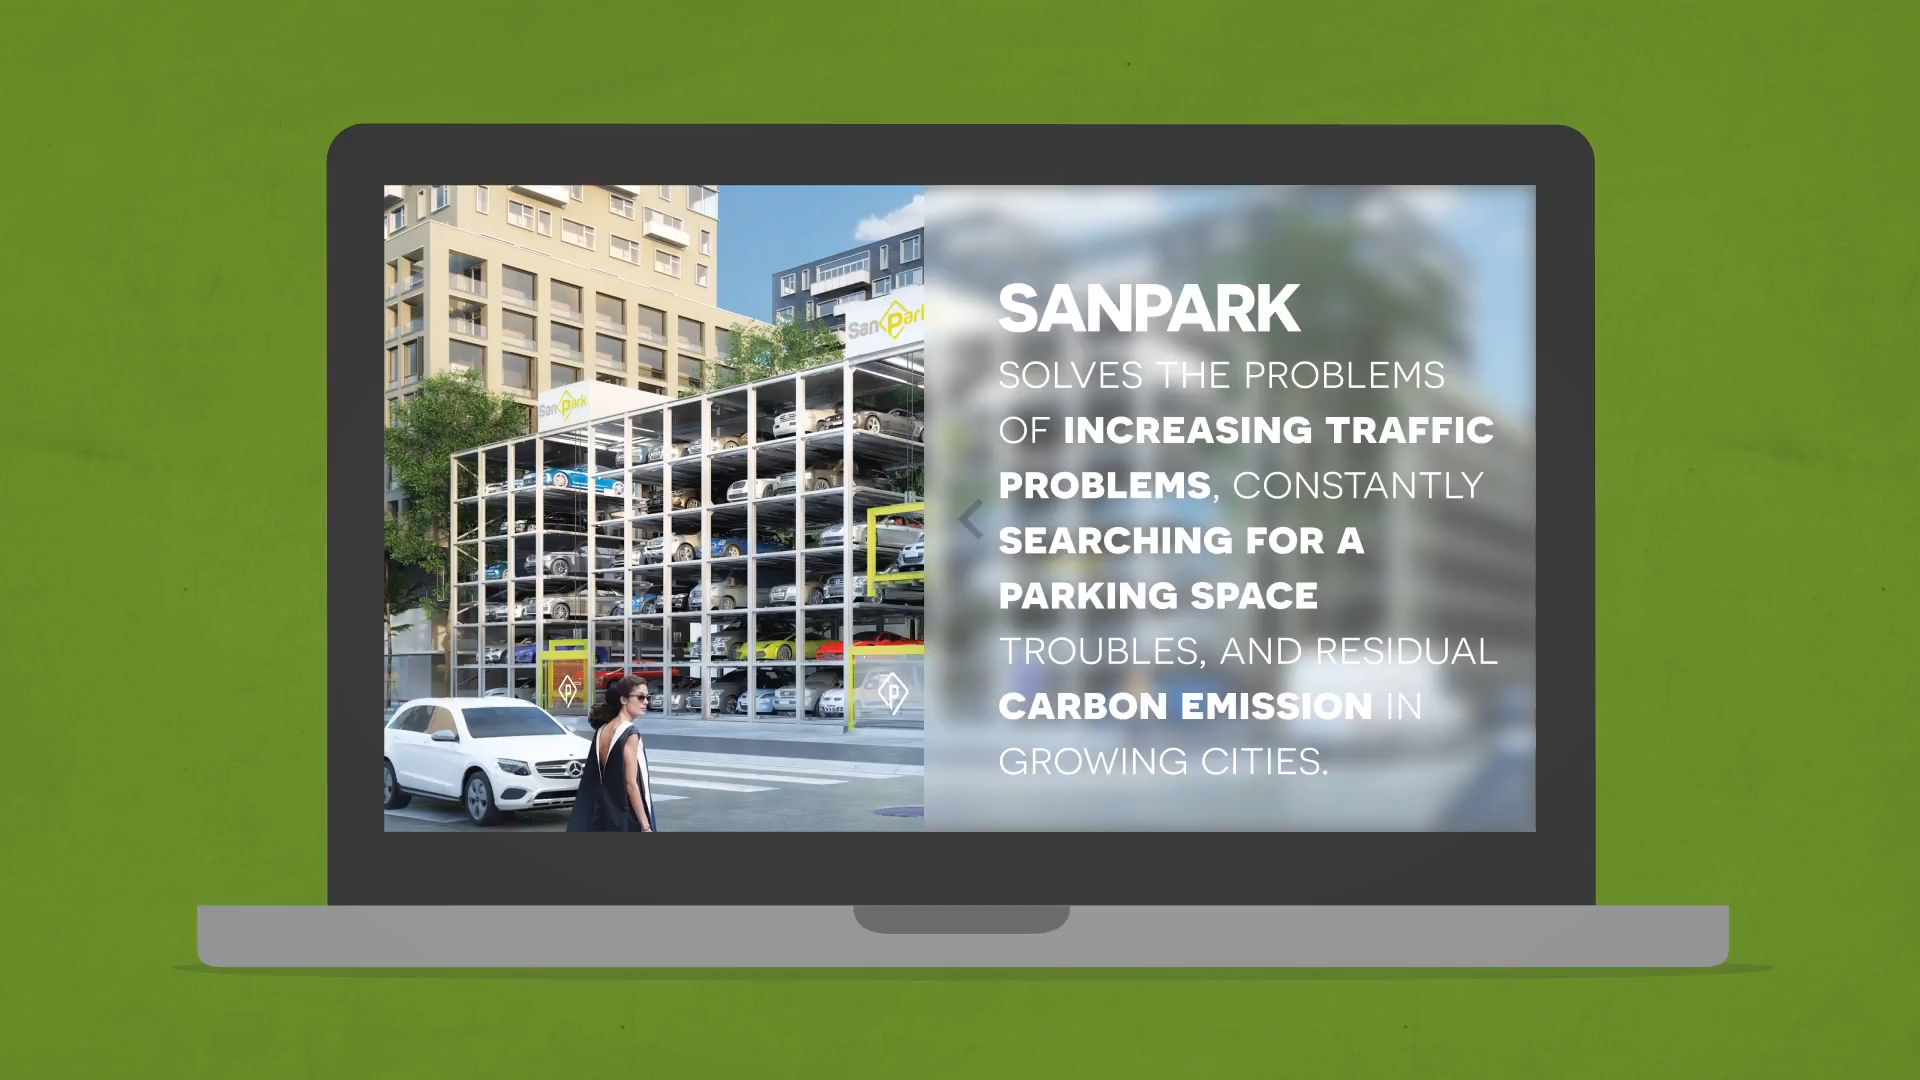 SanPark
SanPark
SANPARK
SOLVES THE PROBLEMS
OF INCREASING TRAFFIC
PROBLEMS, CONSTANTLY
SEARCHING FOR A
PARKING SPACE
TROUBLES, AND RESIDUAL
CARBON EMISSION IN
GROWING CITIES.
P
P